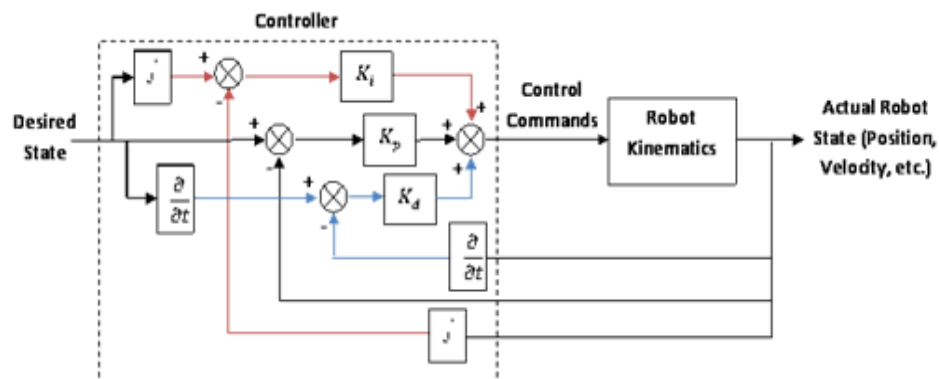 Controller
Desired
State
∫
+
-
K_i
+
+
-
K_p
+
+
∂
∂t
+
-
K_d
+
∂
∂t
∫
Control
Commands
Robot
Kinematics
Actual Robot
State (Position,
Velocity, etc.)